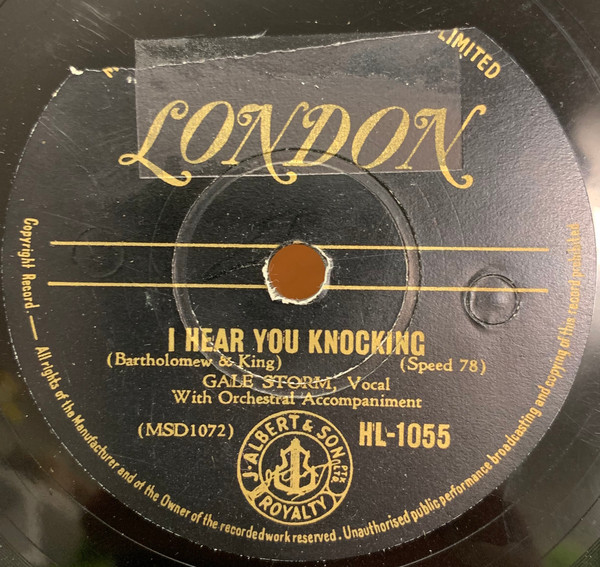 LIMITED
LONDON
I HEAR YOU KNOCKING
(Bartholomew & King) (Speed 78)
GALE STORM, Vocal
With Orchestral Accompaniment
(MSD1072) HL-1055
J. ALBERT & SON PTY. LTD.
ROYALTY
Copyright Record. — All rights of the Manufacturer and of the Owner of the recorded work reserved. Unauthorised public performance broadcasting and copying of this record prohibited